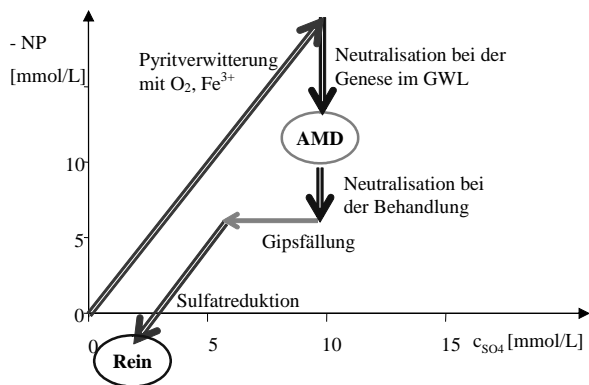 - NP
[mmol/L]
Pyritverwitterung
mit O₂, Fe³⁺
Neutralisation bei der
Genese im GWL
AMD
10
Neutralisation bei
der Behandlung
5
Gipsfällung
Sulfatreduktion
0
0
5
10
15
c_SO4 [mmol/L]
Rein